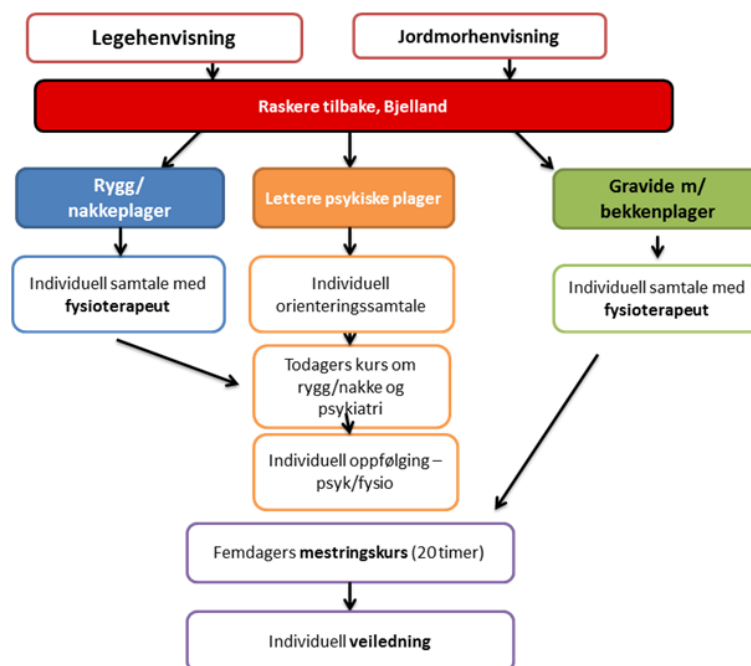 Legehenvisning
Jordmorhenvisning
Raskere tilbake, Bjelland
Rygg/
nakkeplager
Lettere psykiske plager
Gravide m/
bekkenplager
Individuell samtale med
fysioterapeut
Individuell
orienteringssamtale
Individuell samtale med
fysioterapeut
Todagers kurs om
rygg/nakke og
psykiatri
Individuell oppfølging –
psyk/fysio
Femdagers mestringskurs (20 timer)
Individuell veiledning